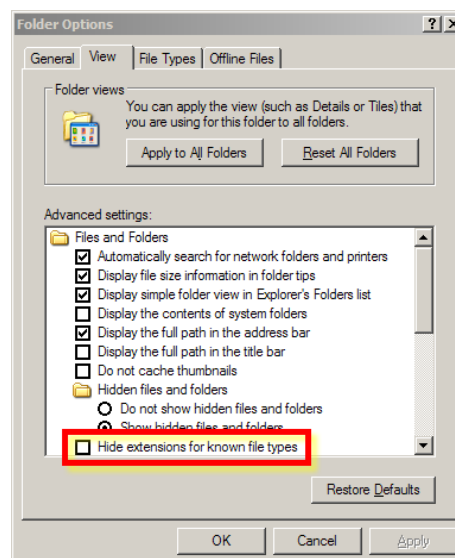 Folder Options
General View File Types Offline Files
Folder views
You can apply the view (such as Details or Tiles) that
you are using for this folder to all folders.
Apply to All Folders Reset All Folders
Advanced settings:
Files and Folders
Automatically search for network folders and printers
Display file size information in folder tips
Display simple folder view in Explorer's Folders list
Display the contents of system folders
Display the full path in the address bar
Display the full path in the title bar
Do not cache thumbnails
Hidden files and folders
Do not show hidden files and folders
Show hidden files and folders
Hide extensions for known file types
Restore Defaults
OK Cancel Apply